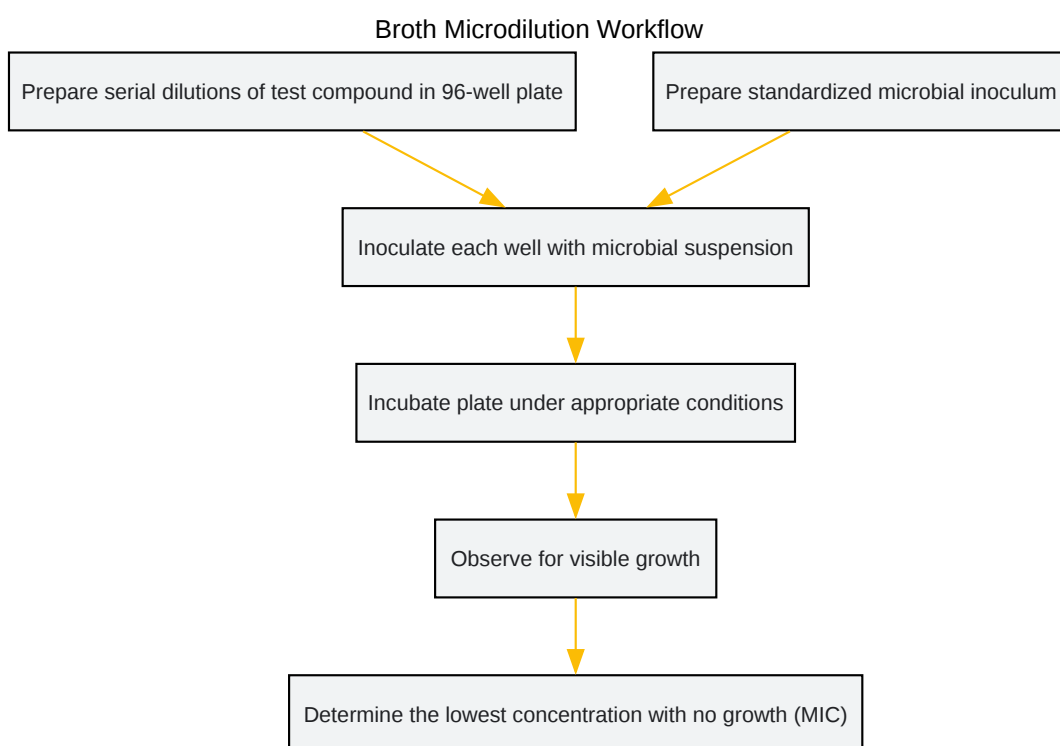 Broth Microdilution Workflow
Prepare serial dilutions of test compound in 96-well plate
Prepare standardized microbial inoculum
Inoculate each well with microbial suspension
Incubate plate under appropriate conditions
Observe for visible growth
Determine the lowest concentration with no growth (MIC)